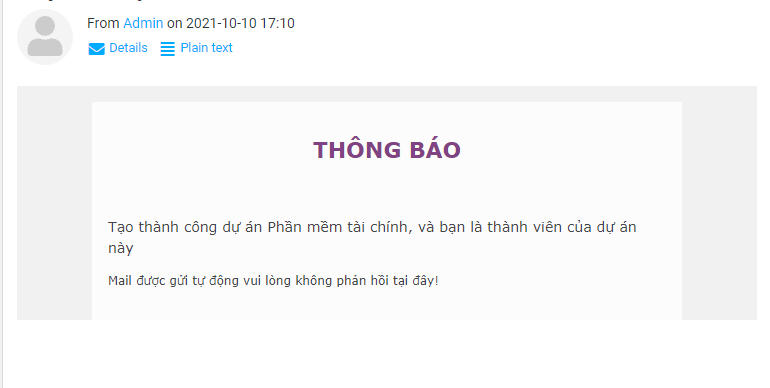 From Admin on 2021-10-10 17:10
Details Plain text
THÔNG BÁO
Tạo thành công dự án Phần mềm tài chính, và bạn là thành viên của dự án
này
Mail được gửi tự động vui lòng không phản hồi tại đây!